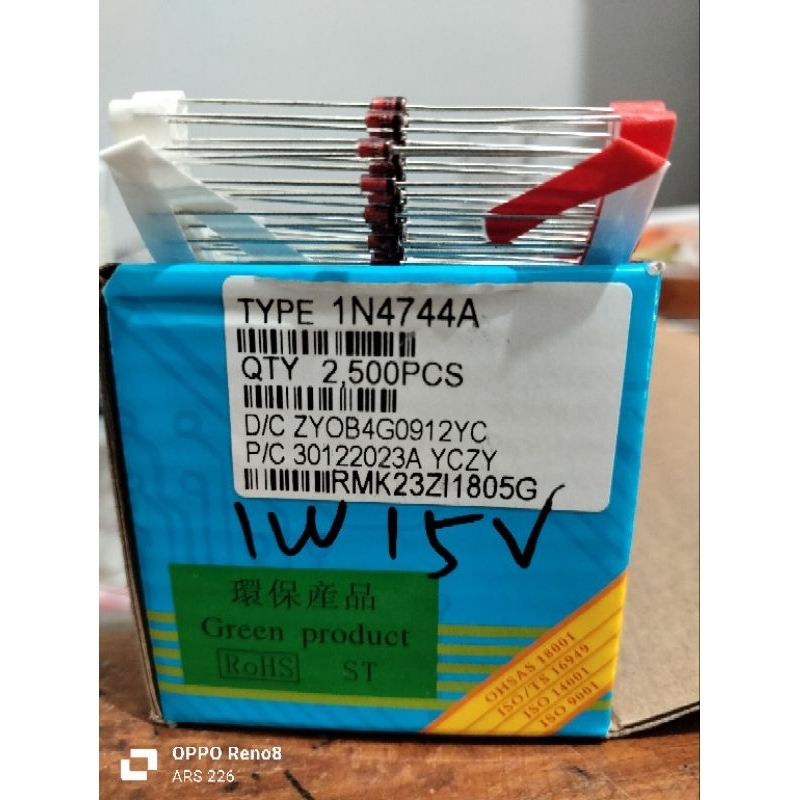 TYPE 1N4744A
QTY 2,500PCS
D/C ZYOB4G0912YC
P/C 30122023A YCZY
RMK23ZI1805G
1W 15V
環保產品
Green product
RoHS ST
OHSAS 18001
ISO/TS 16949
ISO 14001
ISO 9001
OPPO Reno8
ARS 226